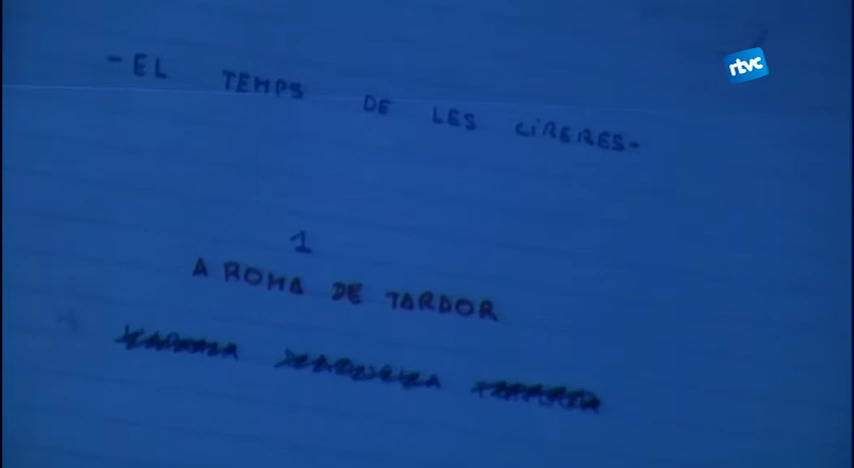 rtvc
-EL TEMPS DE LES CIRERES-
1
A ROMA DE TARDOR